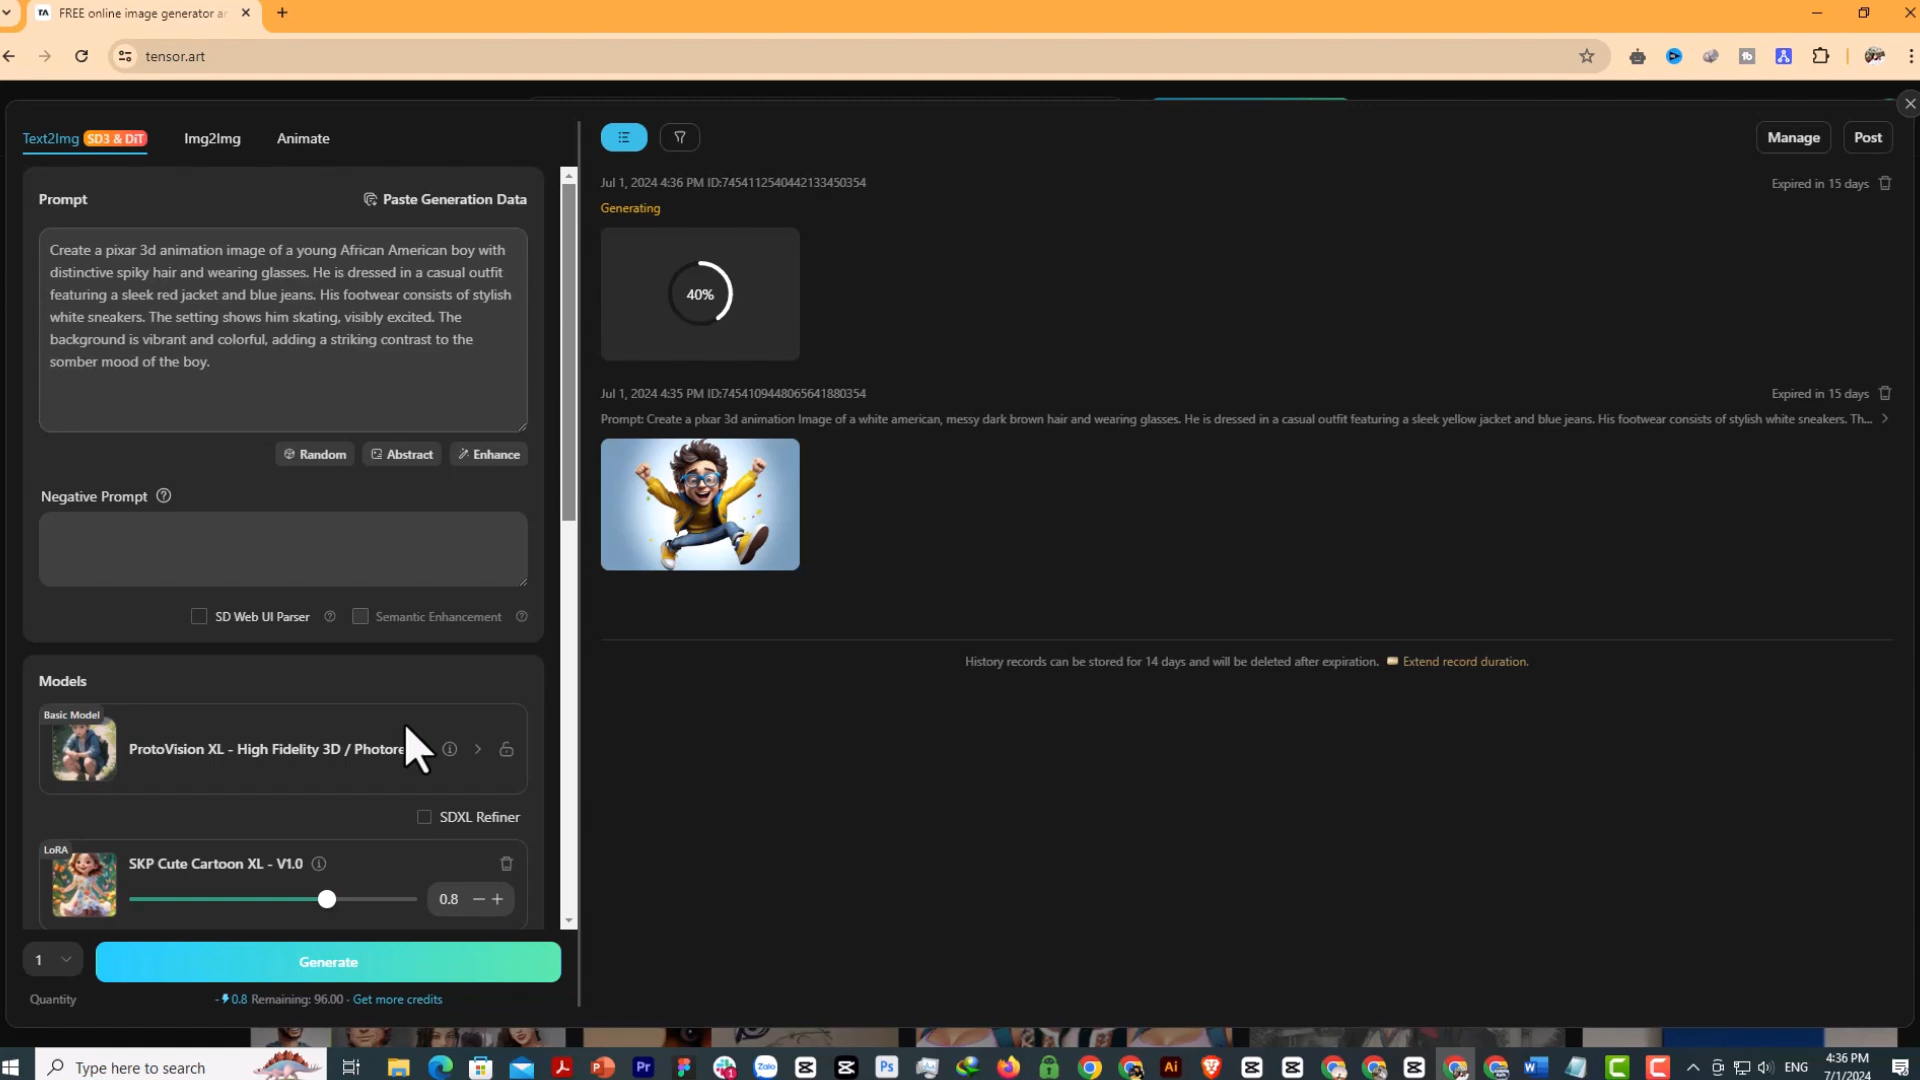 TA FREE online image generator ar
tensor.art
Text2Img SD3 & DiT
Img2Img
Animate
Manage
Post
Prompt
Paste Generation Data
Create a pixar 3d animation image of a young African American boy with
distinctive spiky hair and wearing glasses. He is dressed in a casual outfit
featuring a sleek red jacket and blue jeans. His footwear consists of stylish
white sneakers. The setting shows him skating, visibly excited. The
background is vibrant and colorful, adding a striking contrast to the
somber mood of the boy.
Random
Abstract
Enhance
Negative Prompt
SD Web UI Parser
Semantic Enhancement
Models
Basic Model
ProtoVision XL - High Fidelity 3D / Photore
SDXL Refiner
LoRA
SKP Cute Cartoon XL - V1.0
0.8
1
Generate
Quantity
-0.8 Remaining: 96.00 · Get more credits
Jul 1, 2024 4:36 PM ID:745411254044213​3450354
Expired in 15 days
Generating
40%
Jul 1, 2024 4:35 PM ID:7454109448065641880354
Expired in 15 days
Prompt: Create a pIxar 3d animation Image of a white american, messy dark brown hair and wearing glasses. He is dressed in a casual outfit featuring a sleek yellow jacket and blue jeans. His footwear consists of stylish white sneakers. Th...
History records can be stored for 14 days and will be deleted after expiration. Extend record duration.
Type here to search
Pr
Zalo
Ps
Ai
ENG
4:36 PM
7/1/2024